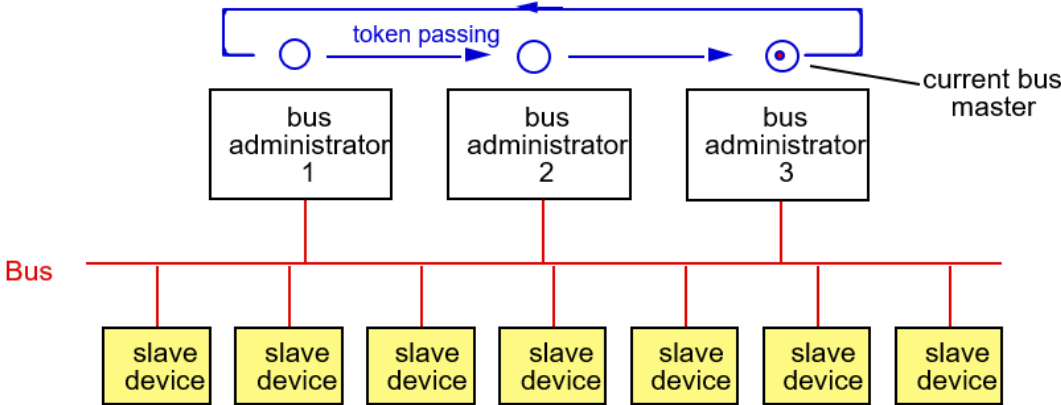 token passing
current bus
master
bus
administrator
1
bus
administrator
2
bus
administrator
3
Bus
slave
device
slave
device
slave
device
slave
device
slave
device
slave
device
slave
device